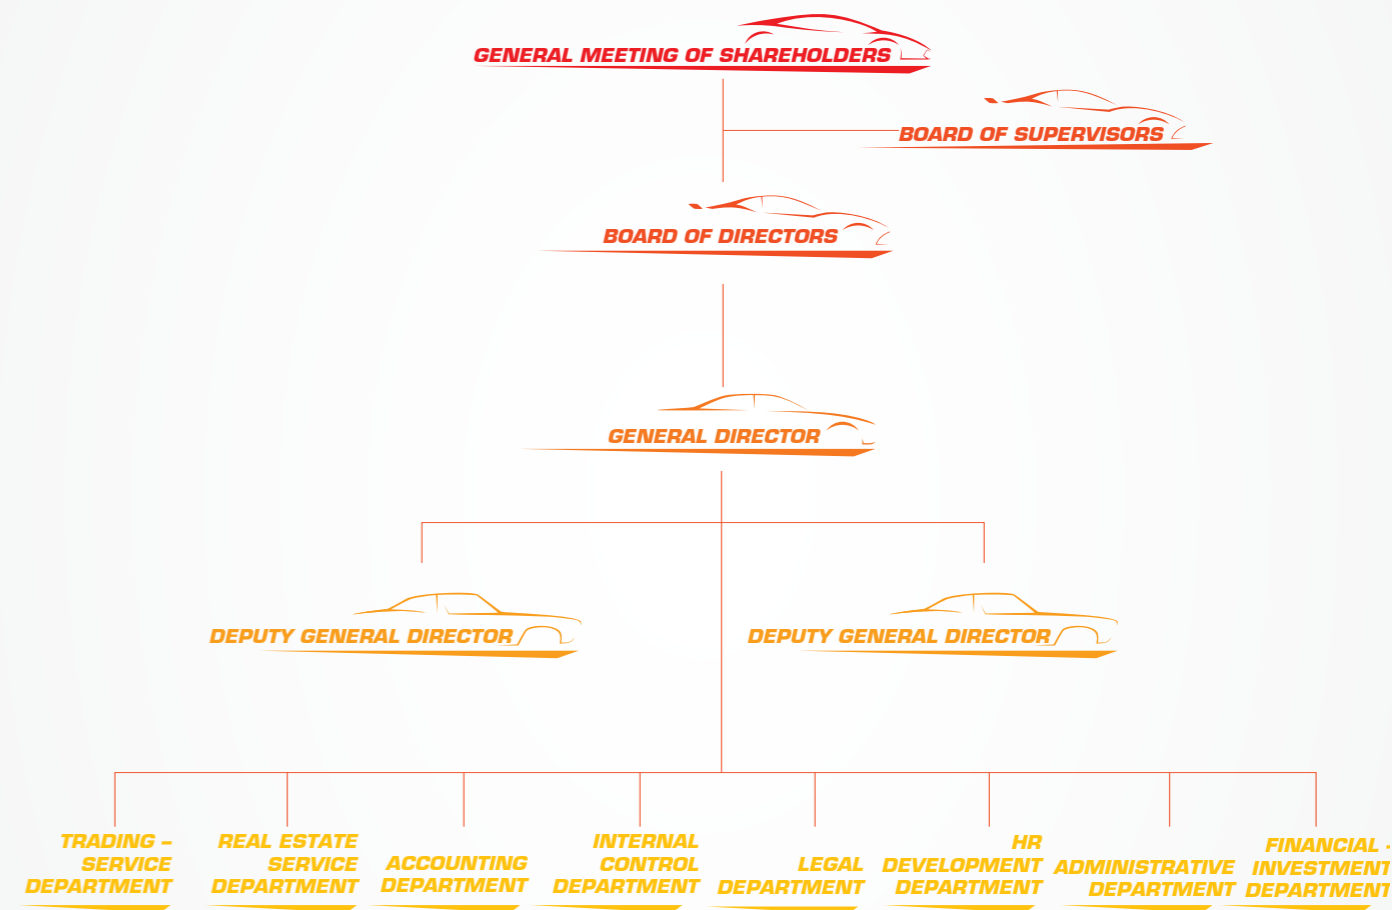 GENERAL MEETING OF SHAREHOLDERS
BOARD OF SUPERVISORS
BOARD OF DIRECTORS
GENERAL DIRECTOR
DEPUTY GENERAL DIRECTOR
DEPUTY GENERAL DIRECTOR
TRADING –
SERVICE
DEPARTMENT
REAL ESTATE
SERVICE
DEPARTMENT
ACCOUNTING
DEPARTMENT
INTERNAL
CONTROL
DEPARTMENT
LEGAL
DEPARTMENT
HR
DEVELOPMENT
DEPARTMENT
ADMINISTRATIVE
DEPARTMENT
FINANCIAL -
INVESTMENT
DEPARTMENT